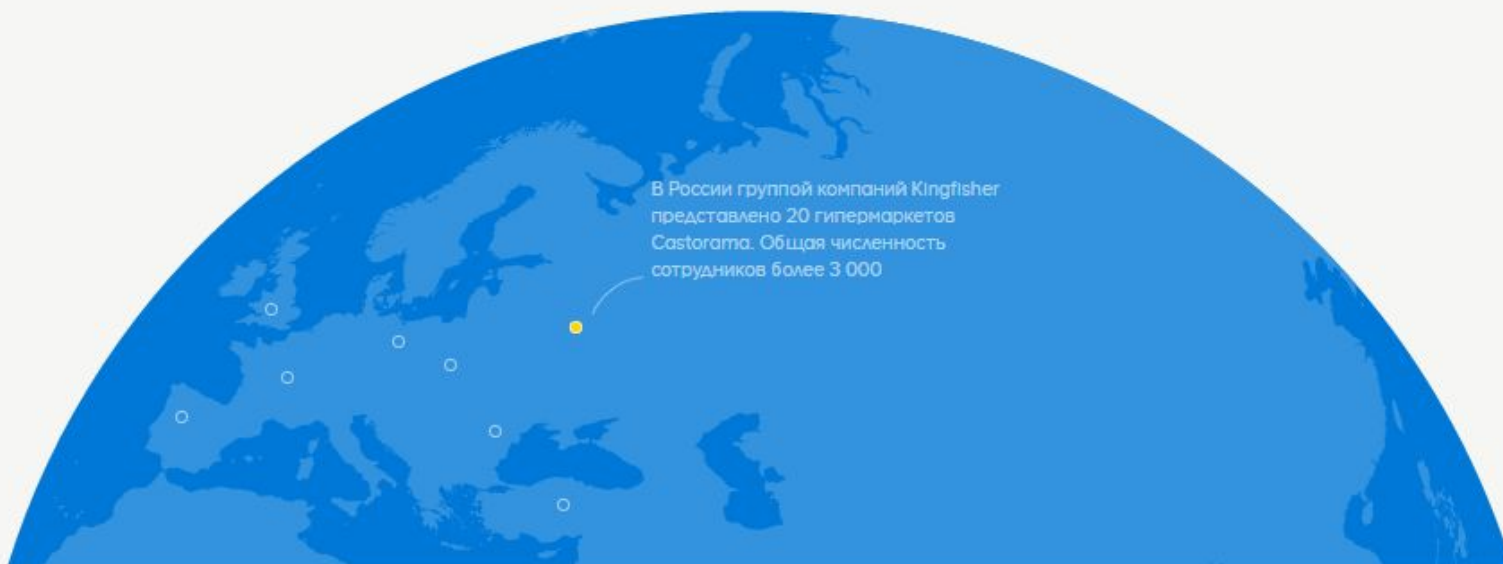 В России группой компаний Kingfisher
представлено 20 гипермаркетов
Castorama. Общая численность
сотрудников более 3 000